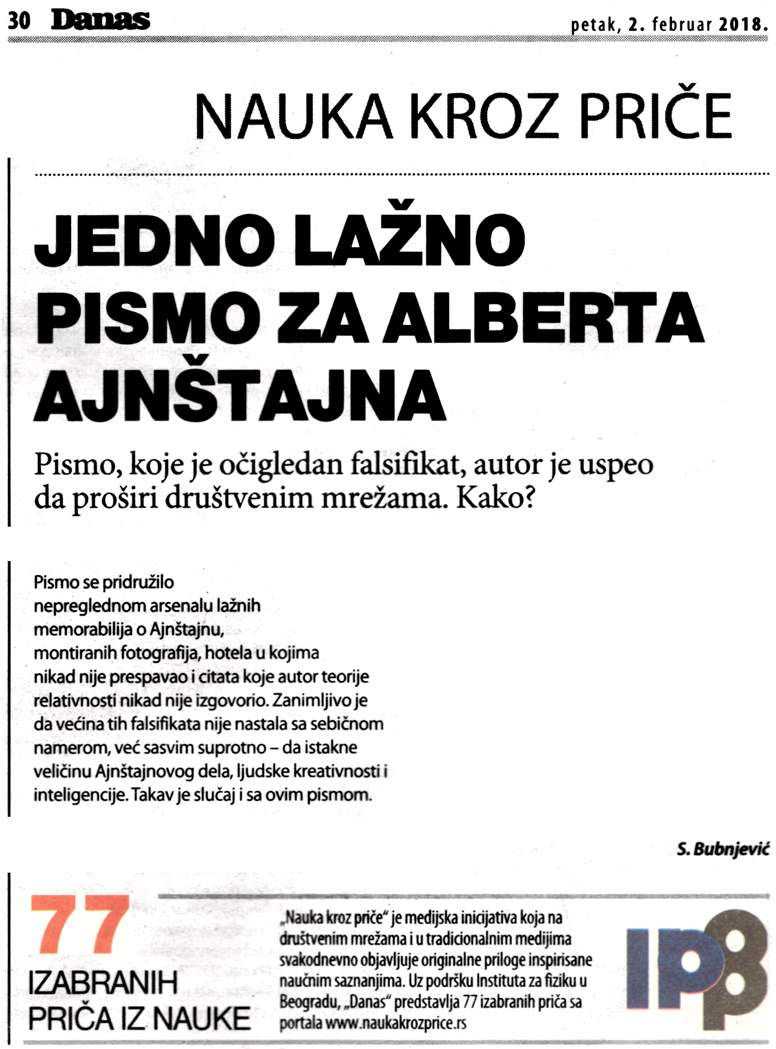 30 Danas petak, 2. februar 2018.
NAUKA KROZ PRIČE
JEDNO LAŽNO
PISMO ZA ALBERTA
AJNŠTAJNA
Pismo, koje je očigledan falsifikat, autor je uspeo
da proširi društvenim mrežama. Kako?
Pismo se pridružilo
nepreglednom arsenalu lažnih
memorabilija o Ajnštajnu,
montiranih fotografija, hotela u kojima
nikad nije prespavao i citata koje autor teorije
relativnosti nikad nije izgovorio. Zanimljivo je
da većina tih falsifikata nije nastala sa sebičnom
namerom, već sasvim suprotno – da istakne
veličinu Ajnštajnovog dela, ljudske kreativnosti i
inteligencije. Takav je slučaj i sa ovim pismom.
S. Bubnjević
77
IZABRANIH
PRIČA IZ NAUKE
„Nauka kroz priče“ je medijska inicijativa koja na
društvenim mrežama i u tradicionalnim medijima
svakodnevno objavljuje originalne priloge inspirisane
naučnim saznanjima. Uz podršku Instituta za fiziku u
Beogradu, „Danas“ predstavlja 77 izabranih priča sa
portala www.naukakrozprice.rs